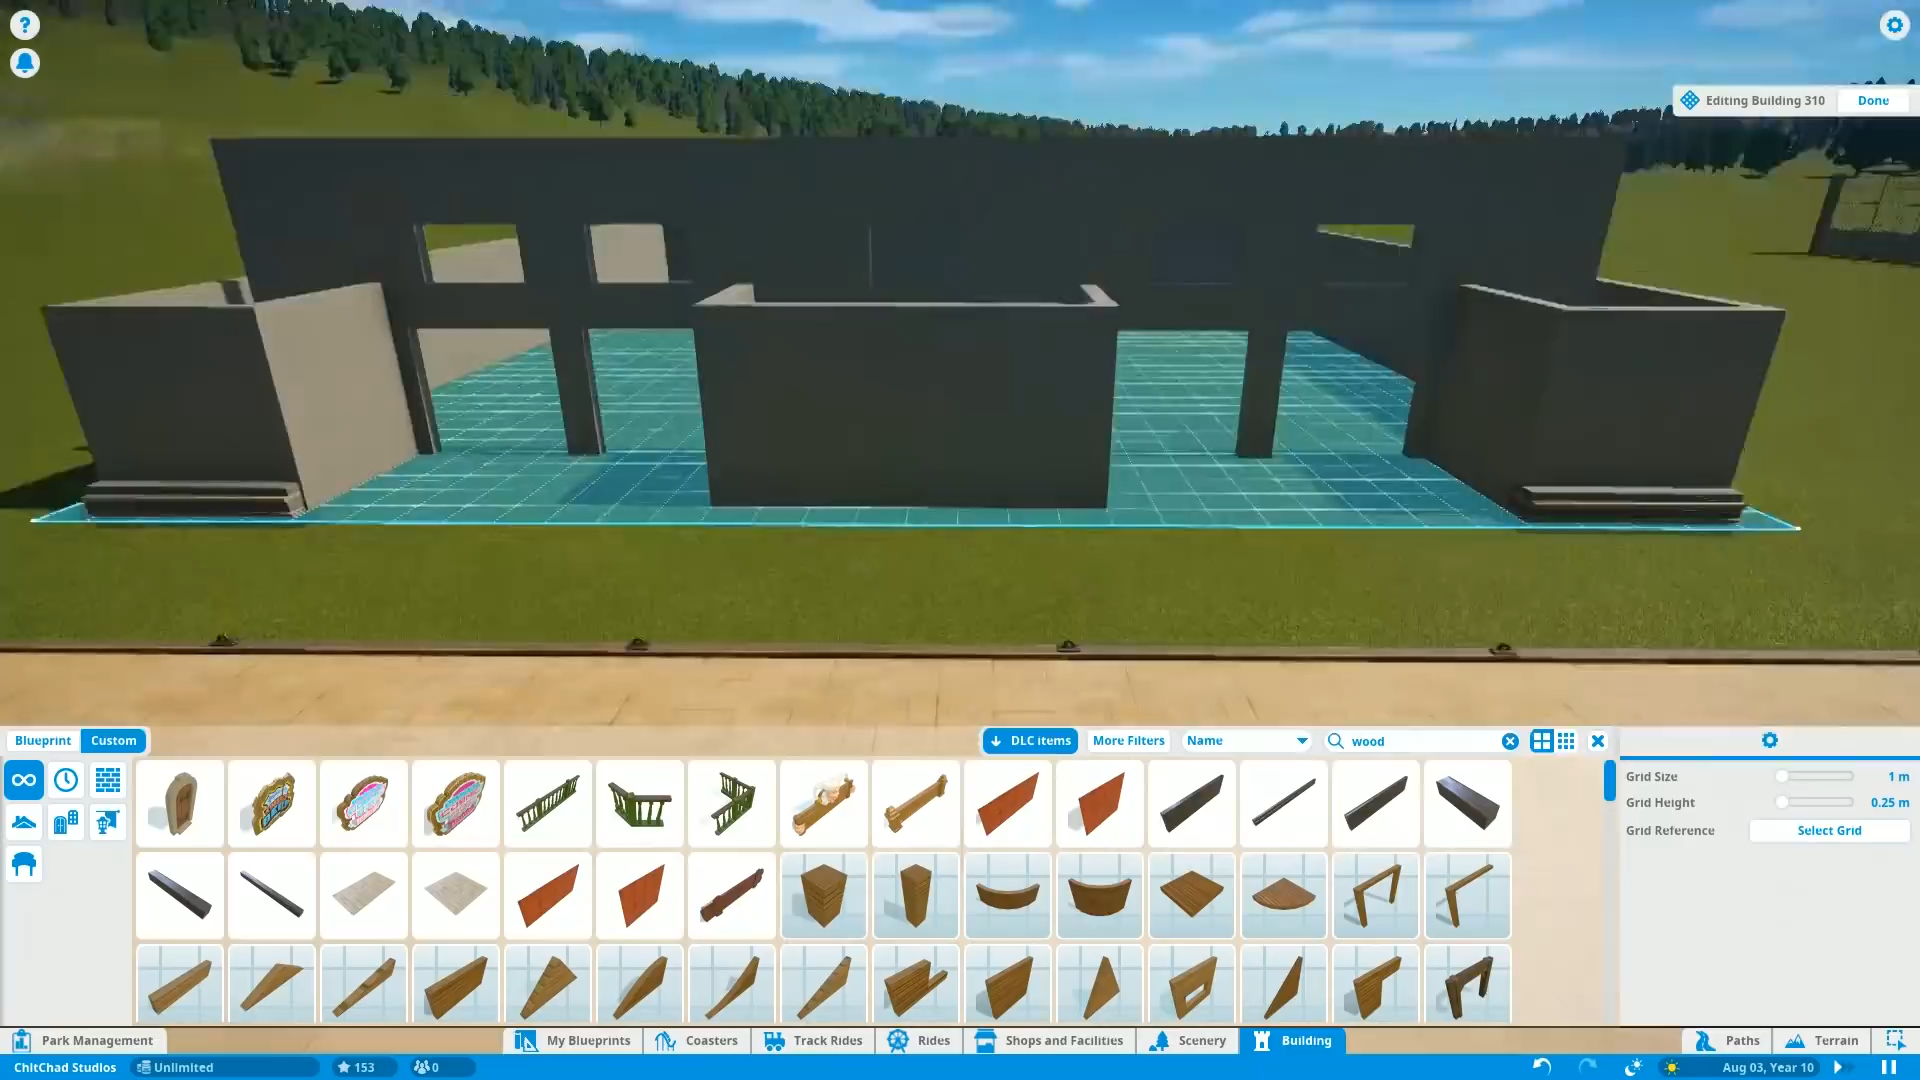 ?
Editing Building 310
Done
Blueprint
Custom
DLC items
More Filters
Name
wood
Grid Size
1 m
Grid Height
0.25 m
Grid Reference
Select Grid
Park Management
My Blueprints
Coasters
Track Rides
Rides
Shops and Facilities
Scenery
Building
Paths
Terrain
ChitChad Studios
Unlimited
153
0
Aug 03, Year 10